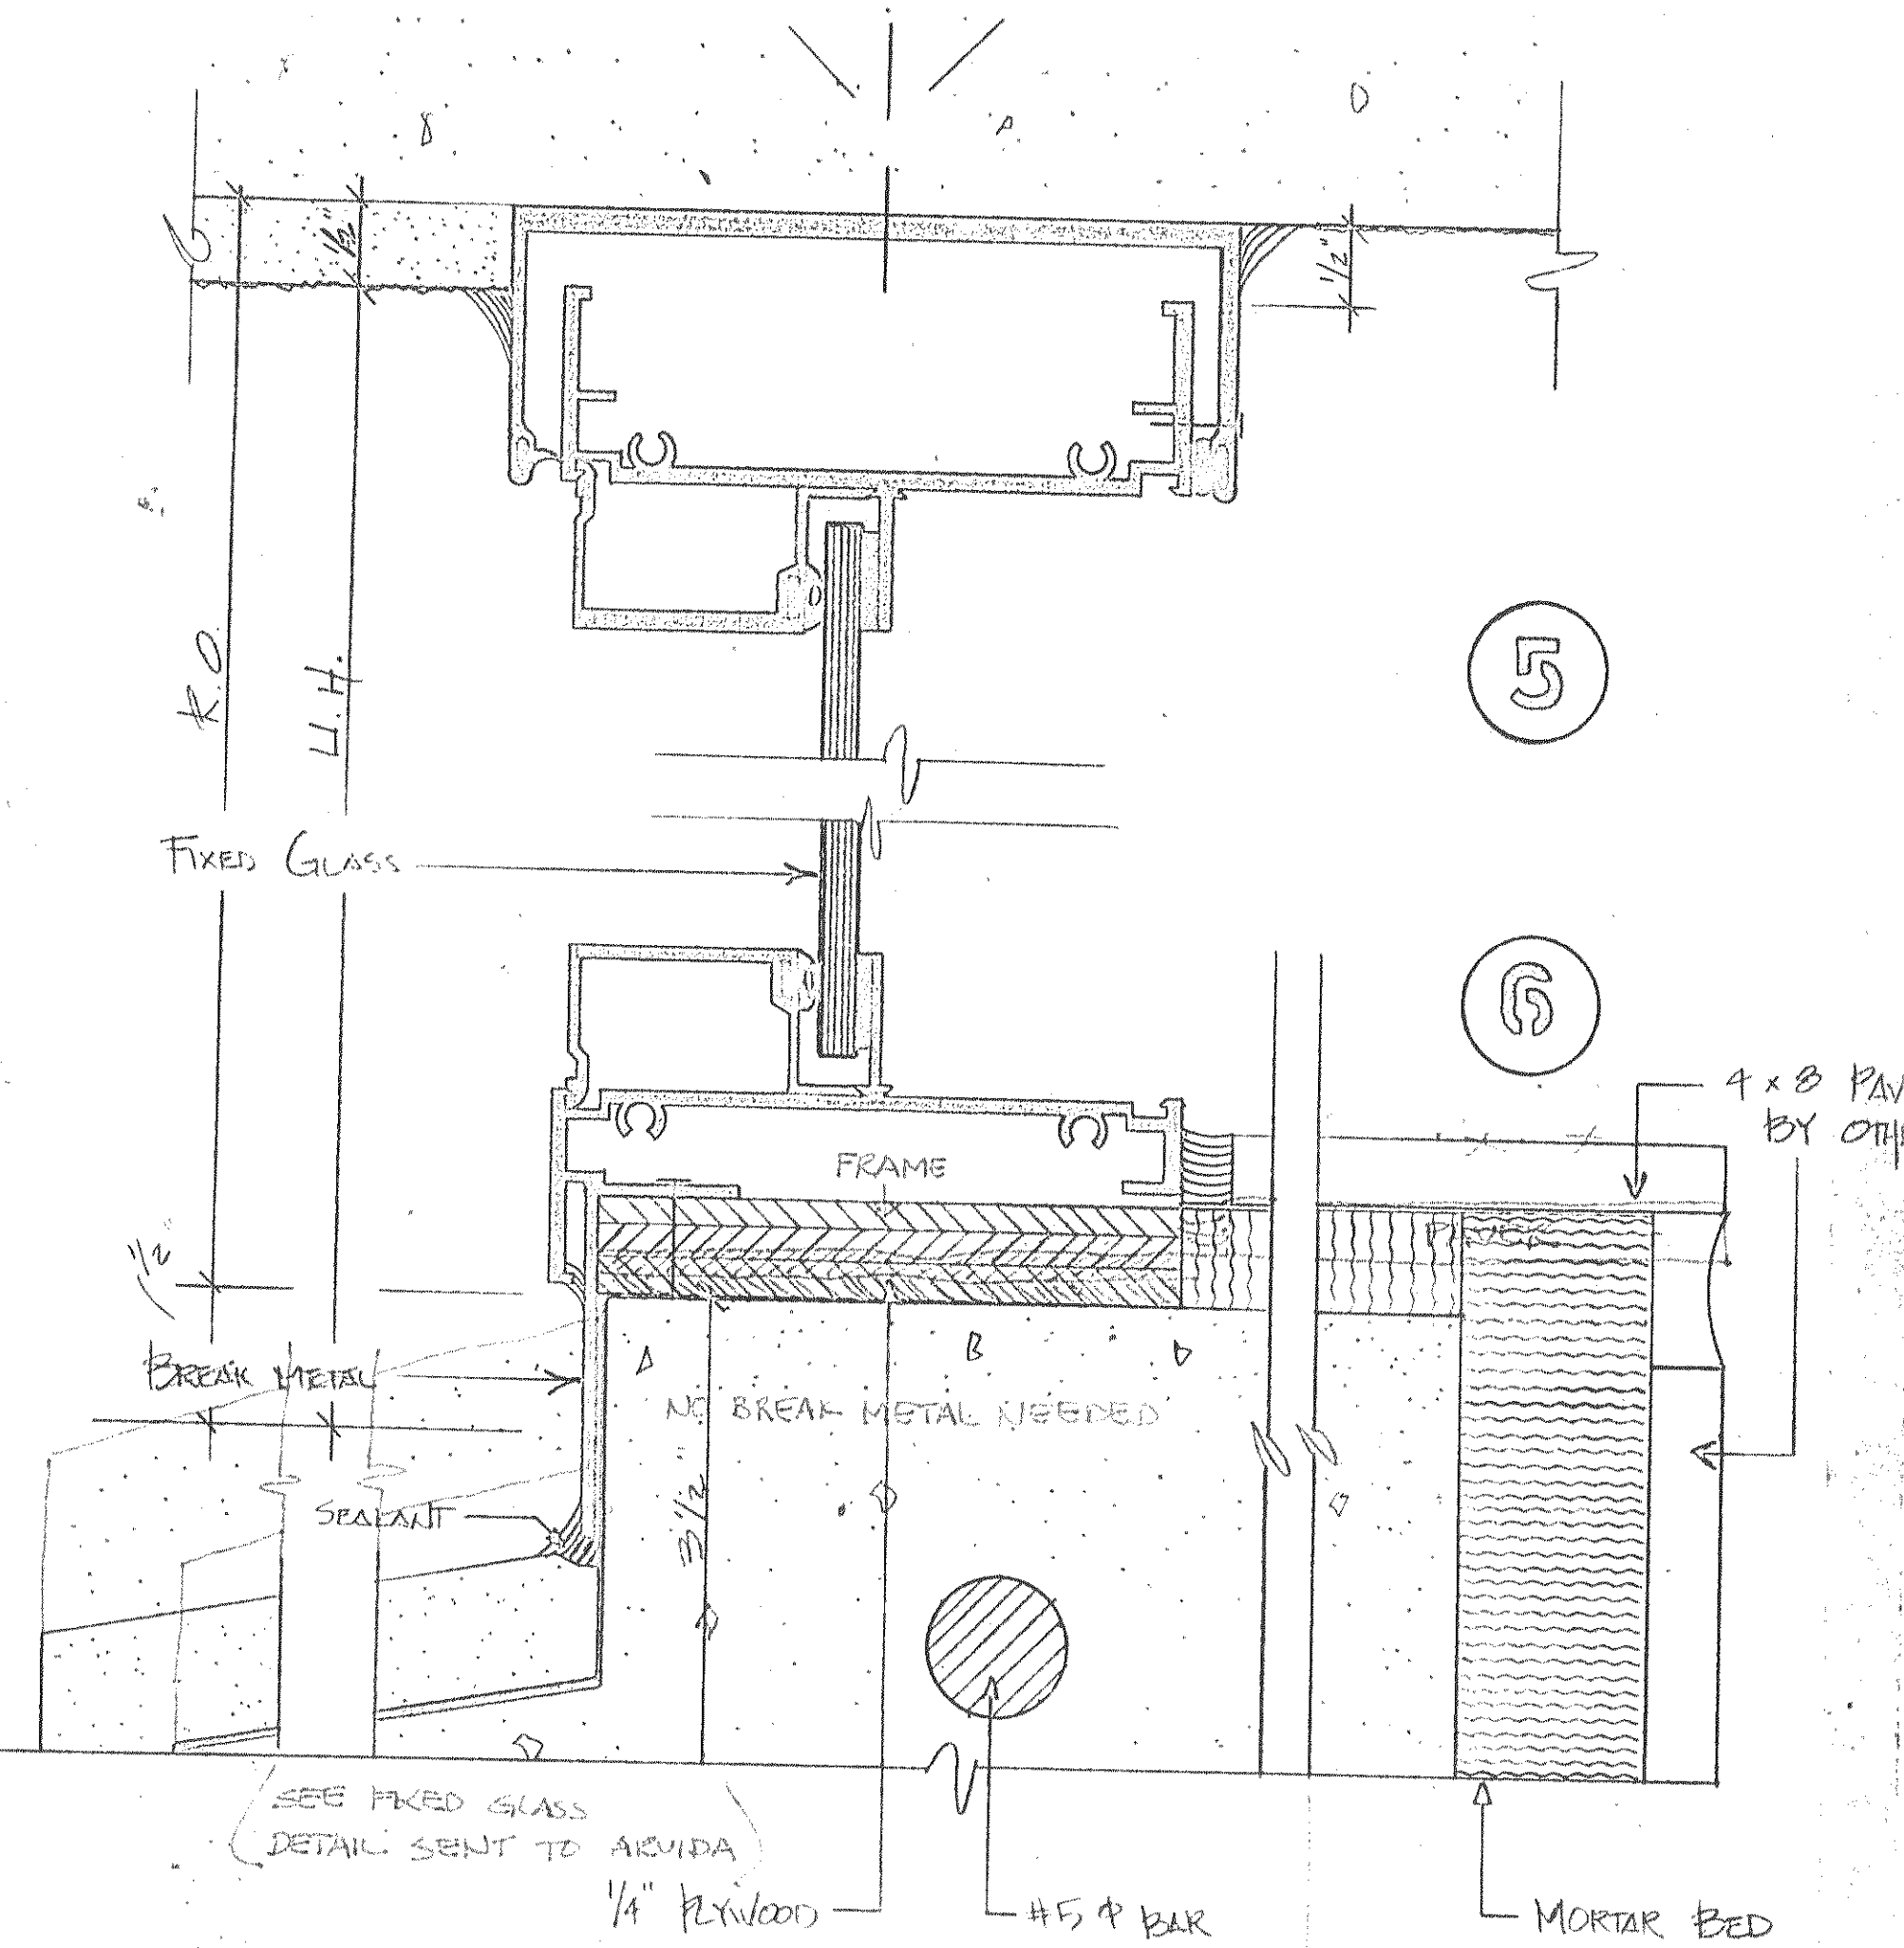 1/2"
1/2"
R.O.
U.H.
5
FIXED GLASS
6
4 x 8 PAV
BY OTH
FRAME
PAVER
1/2"
BREAK METAL
NO BREAK METAL NEEDED
3 1/2
SEALANT
(SEE FIXED GLASS
DETAIL SENT TO ARVIDA)
1/4" PLYWOOD
#5 Φ BAR
MORTAR BED